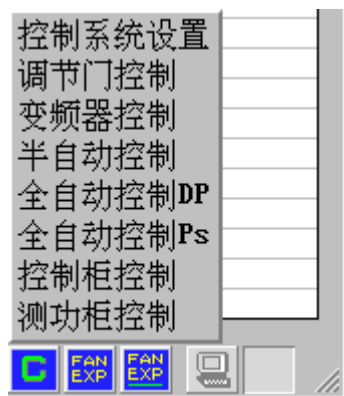 控制系统设置
调节门控制
变频器控制
半自动控制
全自动控制DP
全自动控制Ps
控制柜控制
测功柜控制
C
FAN
EXP
FAN
EXP